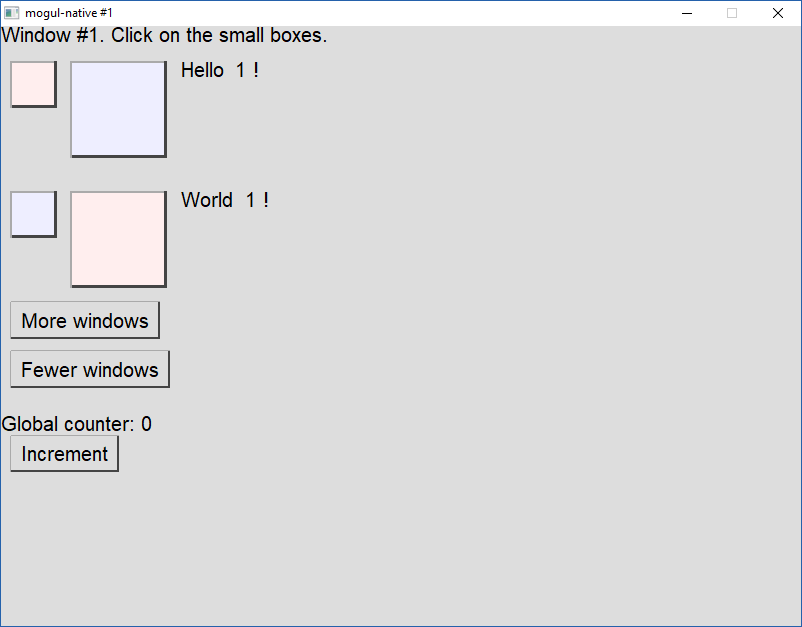 mogul-native #1
Window #1. Click on the small boxes.
Hello 1 !
World 1 !
More windows
Fewer windows
Global counter: 0
Increment